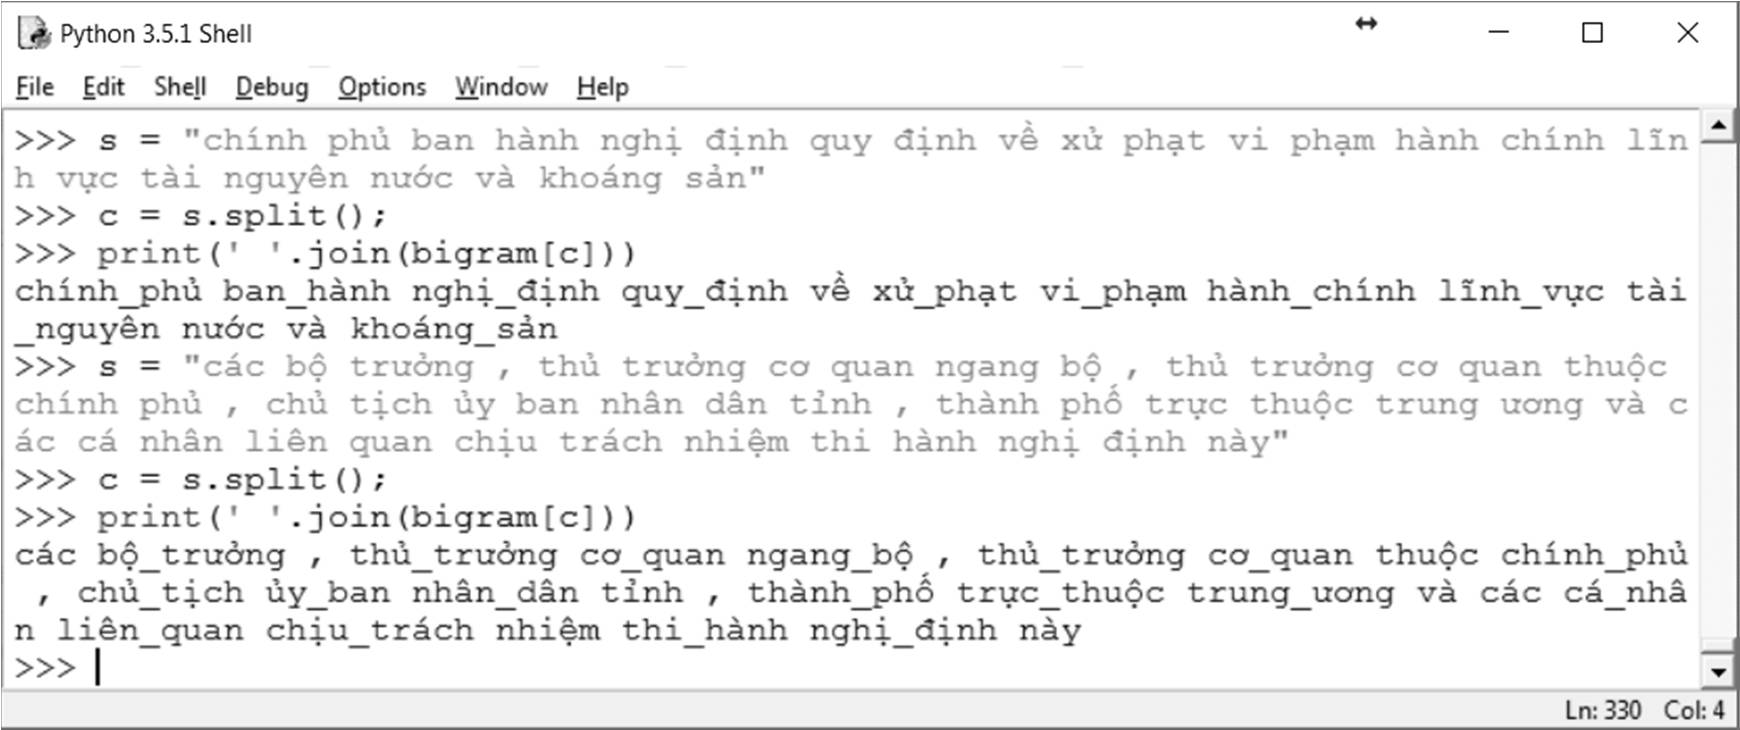 Python 3.5.1 Shell
File Edit Shell Debug Options Window Help
>>> s = "chính phủ ban hành nghị định quy định về xử phạt vi phạm hành chính lĩn
h vực tài nguyên nước và khoáng sản"
>>> c = s.split();
>>> print(' '.join(bigram[c]))
chính_phủ ban_hành nghị_định quy_định về xử_phạt vi_phạm hành_chính lĩnh_vực tài
_nguyên nước và khoáng_sản
>>> s = "các bộ trưởng , thủ trưởng cơ quan ngang bộ , thủ trưởng cơ quan thuộc
chính phủ , chủ tịch ủy ban nhân dân tỉnh , thành phố trực thuộc trung ương và c
ác cá nhân liên quan chịu trách nhiệm thi hành nghị định này"
>>> c = s.split();
>>> print(' '.join(bigram[c]))
các bộ_trưởng , thủ_trưởng cơ_quan ngang_bộ , thủ_trưởng cơ_quan thuộc chính_phủ
 , chủ_tịch ủy_ban nhân_dân tỉnh , thành_phố trực_thuộc trung_ương và các cá_nhâ
n liên_quan chịu_trách nhiệm thi_hành nghị_định này
>>>
Ln: 330 Col: 4